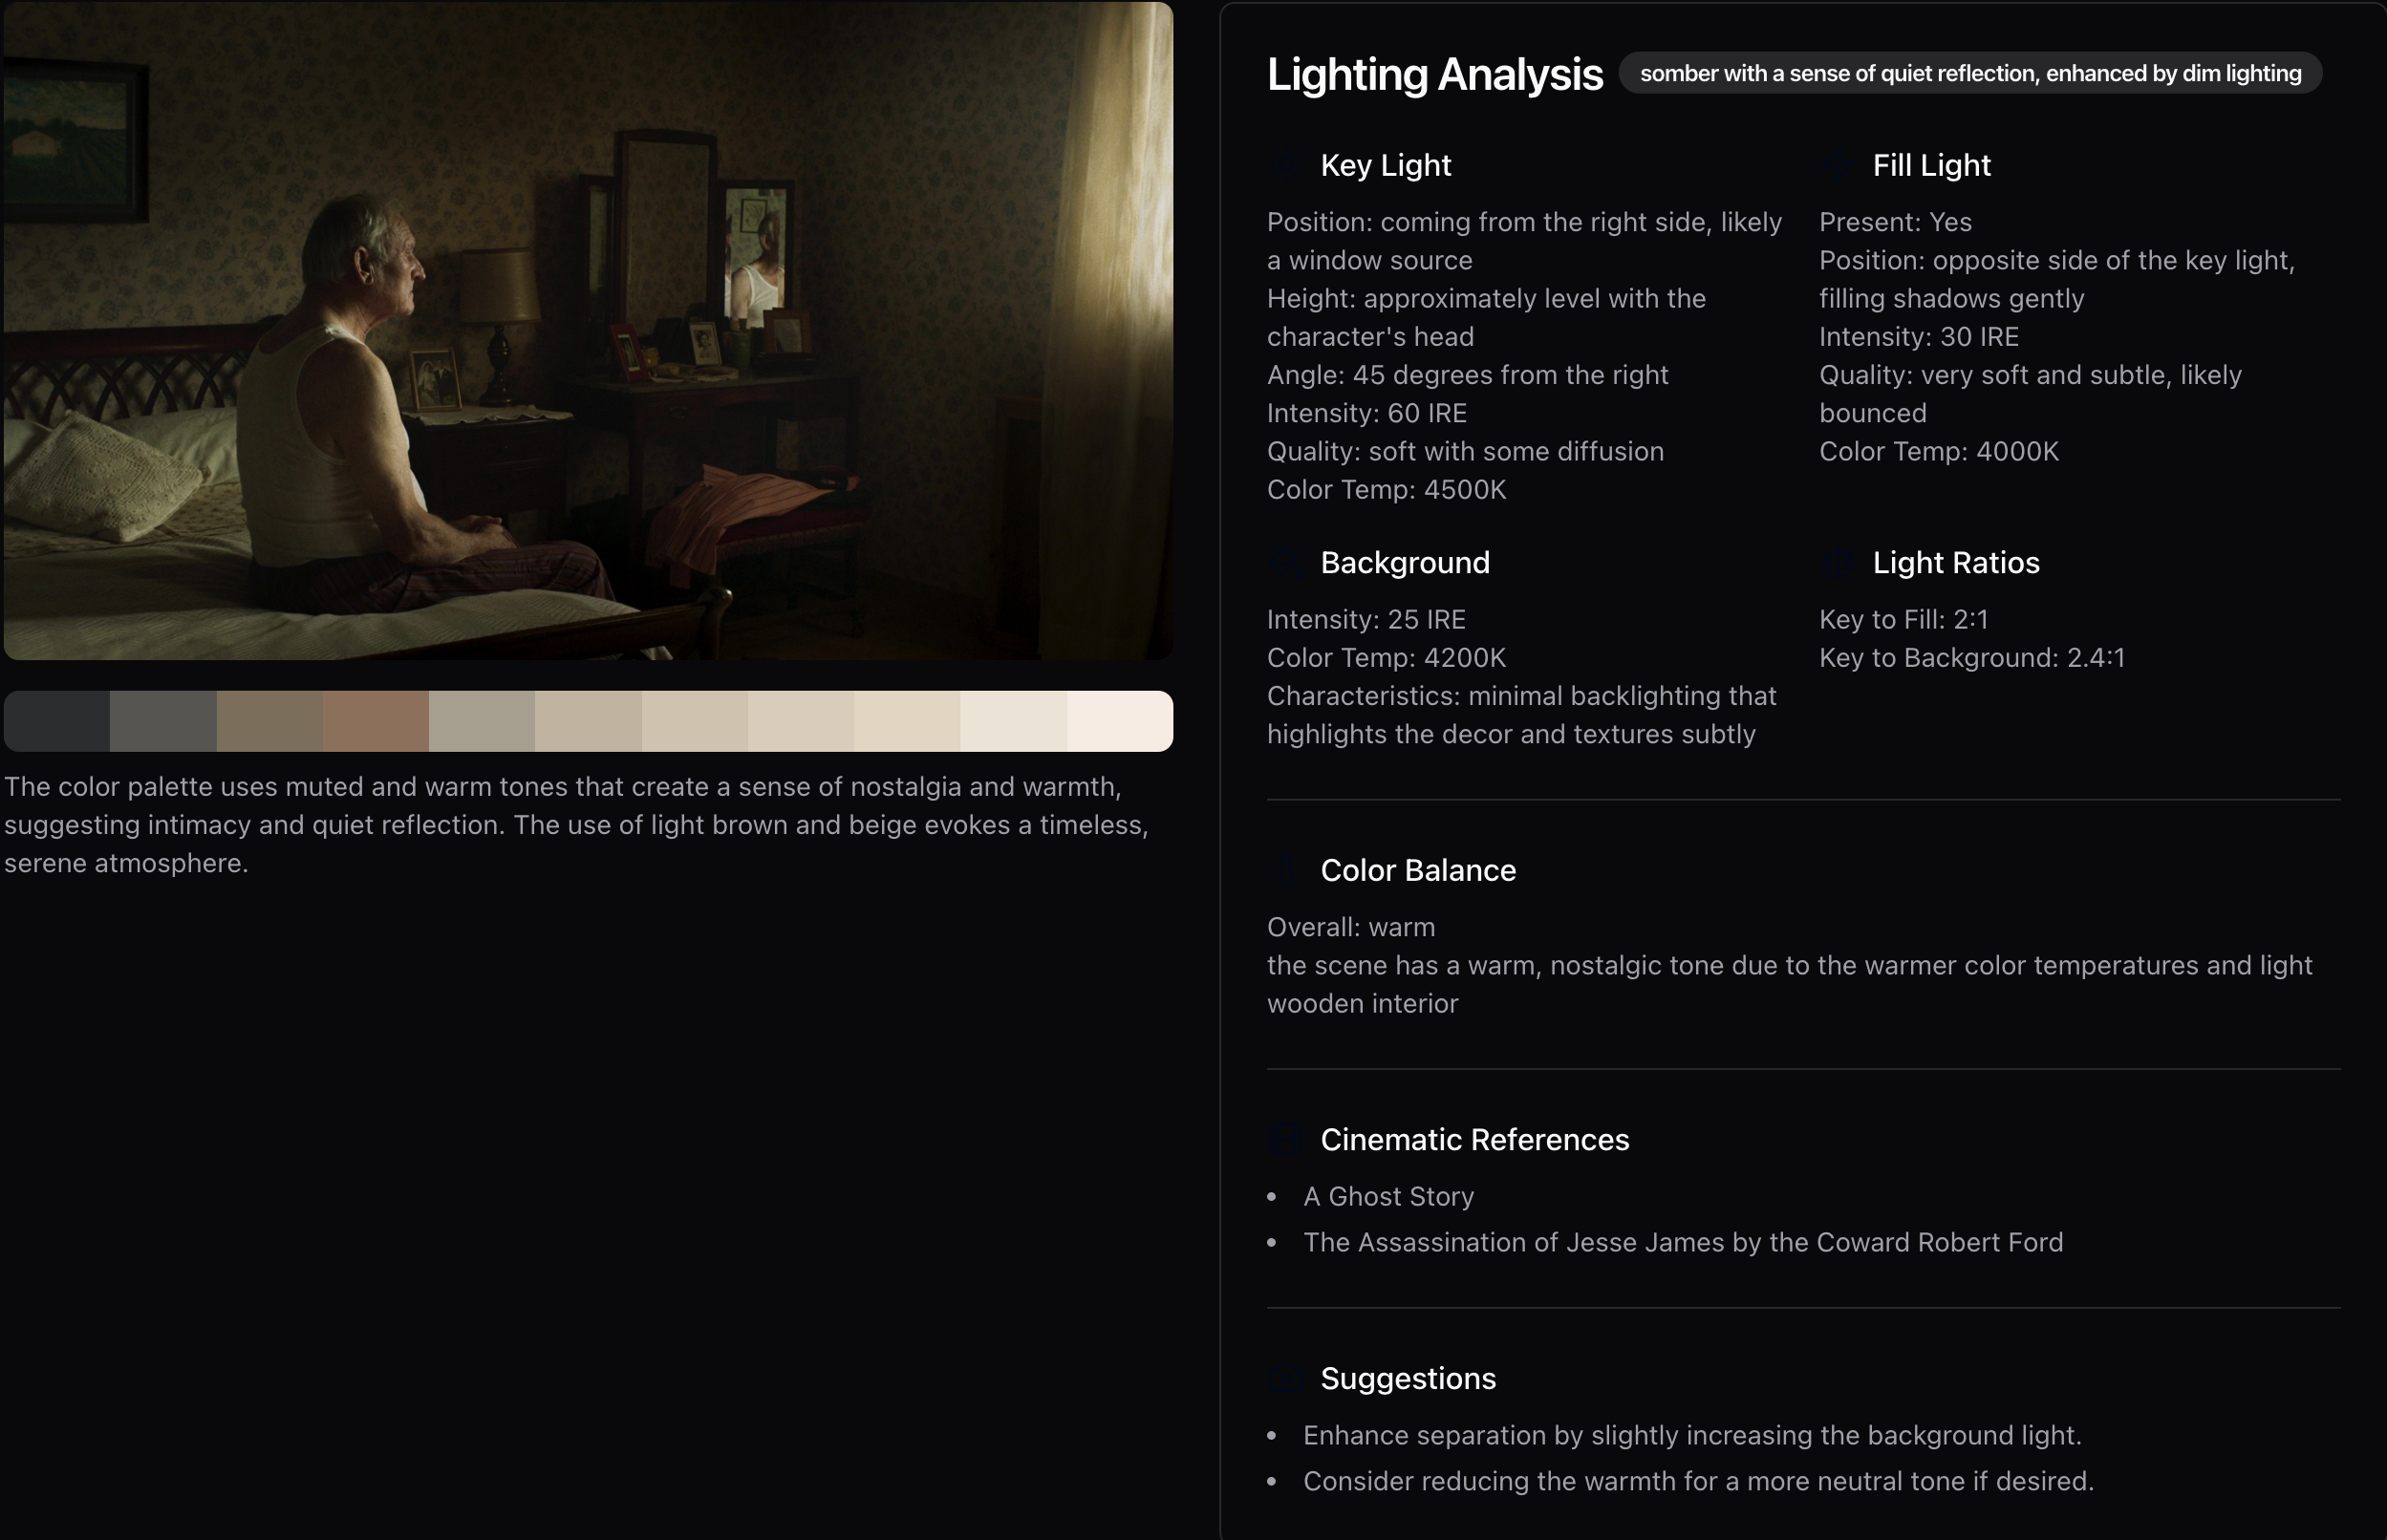 Lighting Analysis somber with a sense of quiet reflection, enhanced by dim lighting
Key Light
Position: coming from the right side, likely
a window source
Height: approximately level with the
character's head
Angle: 45 degrees from the right
Intensity: 60 IRE
Quality: soft with some diffusion
Color Temp: 4500K
Fill Light
Present: Yes
Position: opposite side of the key light,
filling shadows gently
Intensity: 30 IRE
Quality: very soft and subtle, likely
bounced
Color Temp: 4000K
Background
Intensity: 25 IRE
Color Temp: 4200K
Characteristics: minimal backlighting that
highlights the decor and textures subtly
Light Ratios
Key to Fill: 2:1
Key to Background: 2.4:1
The color palette uses muted and warm tones that create a sense of nostalgia and warmth,
suggesting intimacy and quiet reflection. The use of light brown and beige evokes a timeless,
serene atmosphere.
Color Balance
Overall: warm
the scene has a warm, nostalgic tone due to the warmer color temperatures and light
wooden interior
Cinematic References
• A Ghost Story
• The Assassination of Jesse James by the Coward Robert Ford
Suggestions
• Enhance separation by slightly increasing the background light.
• Consider reducing the warmth for a more neutral tone if desired.